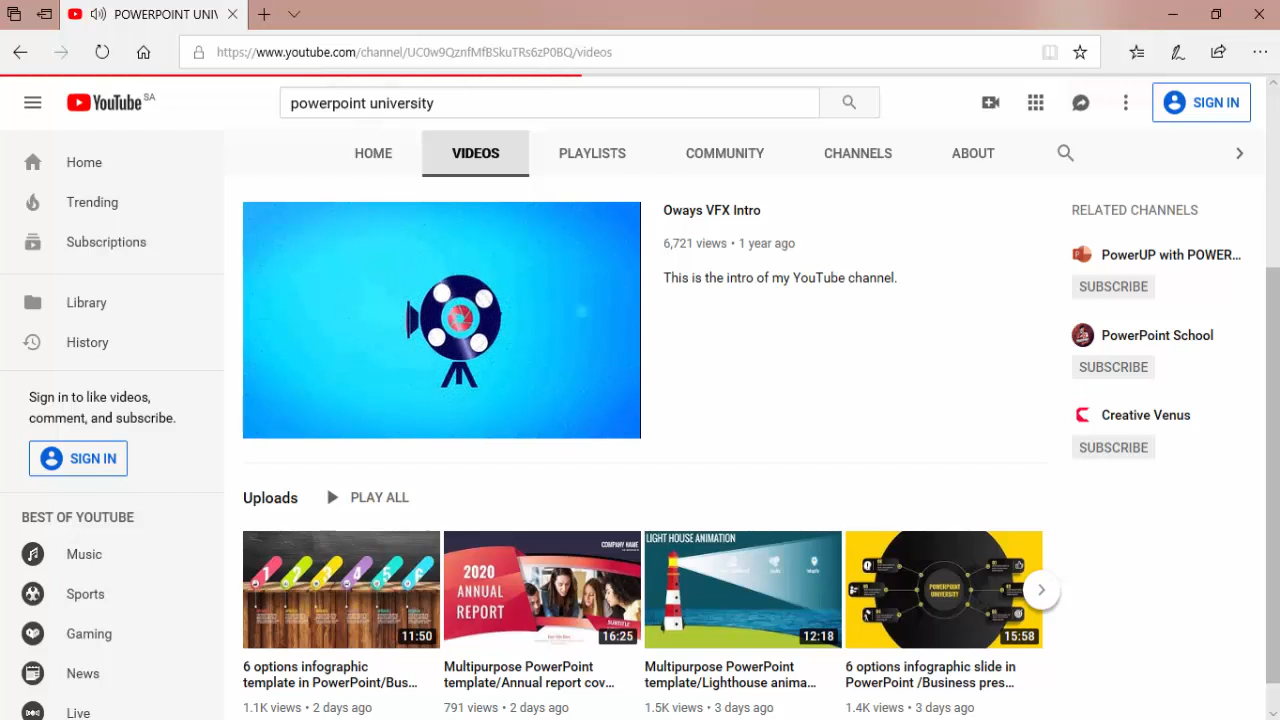 POWERPOINT UNIV
https://www.youtube.com/channel/UC0w9QznfMfBSkuTRs6zP0BQ/videos
YouTube SA
powerpoint university
SIGN IN
HOME VIDEOS PLAYLISTS COMMUNITY CHANNELS ABOUT
Home
Trending
Subscriptions
Library
History
Sign in to like videos,
comment, and subscribe.
SIGN IN
BEST OF YOUTUBE
Music
Sports
Gaming
News
Live
Oways VFX Intro
6,721 views • 1 year ago
This is the intro of my YouTube channel.
RELATED CHANNELS
PowerUP with POWER...
SUBSCRIBE
PowerPoint School
SUBSCRIBE
Creative Venus
SUBSCRIBE
Uploads PLAY ALL
11:50
6 options infographic
template in PowerPoint/Bus...
1.1K views • 2 days ago
COMPANY NAME
2020
ANNUAL
REPORT
SUBTITLE
16:25
Multipurpose PowerPoint
template/Annual report cov...
791 views • 2 days ago
LIGHT HOUSE ANIMATION
12:18
Multipurpose PowerPoint
template/Lighthouse anima...
1.5K views • 3 days ago
POWERPOINT
UNIVERSITY
15:58
6 options infographic slide in
PowerPoint /Business pres...
1.4K views • 3 days ago